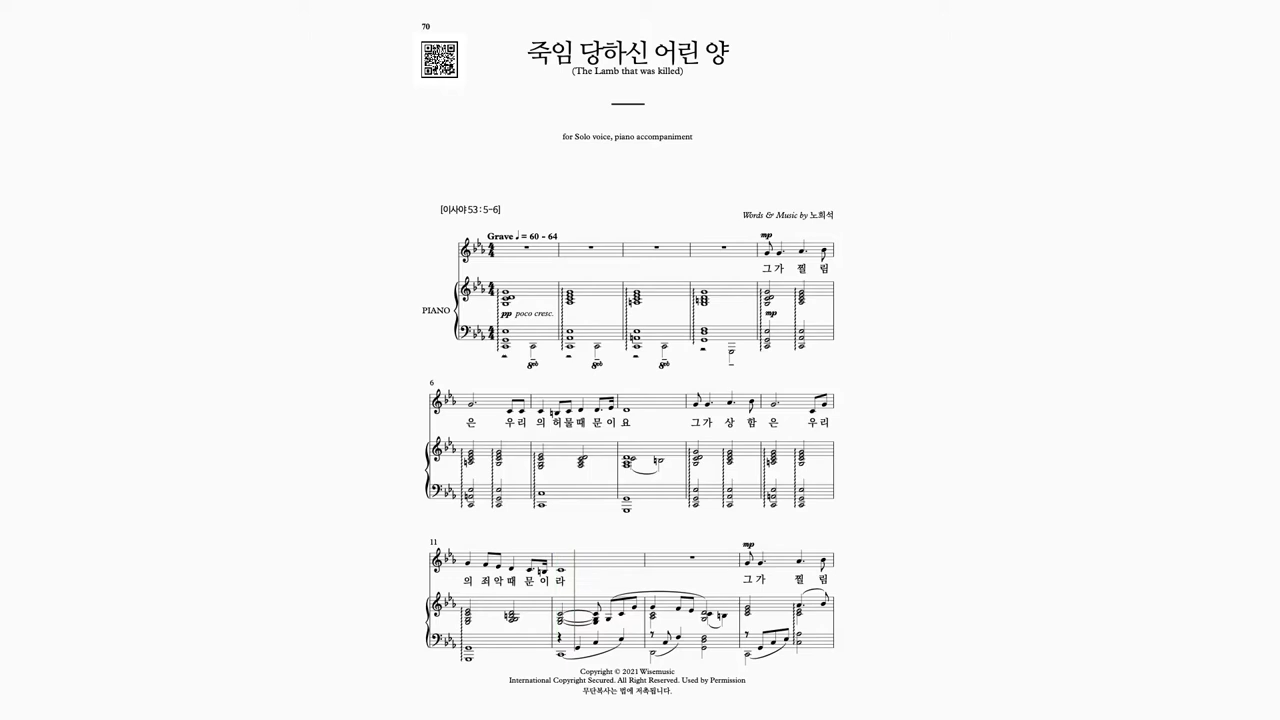 70
죽임 당하신 어린 양
(The Lamb that was killed)
for Solo voice, piano accompaniment
[이사야 53 : 5-6]
Words & Music by 노희석
Grave ♩ = 60 - 64
mp
그가 찔 림
PIANO
pp poco cresc.
mp
6
은 우리 의 허물때 문이 요 그가 상 함 은 우리
11
mp
의 죄악때 문이 라 그가 찔 림
Copyright © 2021 Wisemusic
International Copyright Secured. All Right Reserved. Used by Permission
무단복사는 법에 저촉됩니다.